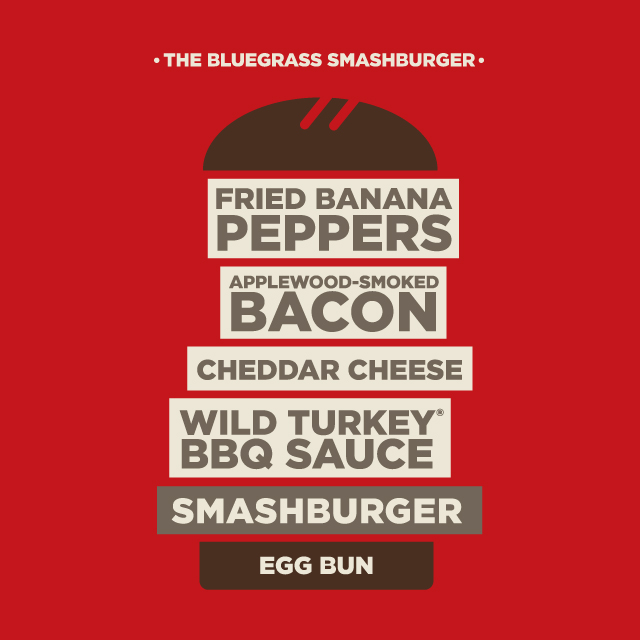 • THE BLUEGRASS SMASHBURGER •
FRIED BANANA
PEPPERS
APPLEWOOD-SMOKED
BACON
CHEDDAR CHEESE
WILD TURKEY®
BBQ SAUCE
SMASHBURGER
EGG BUN